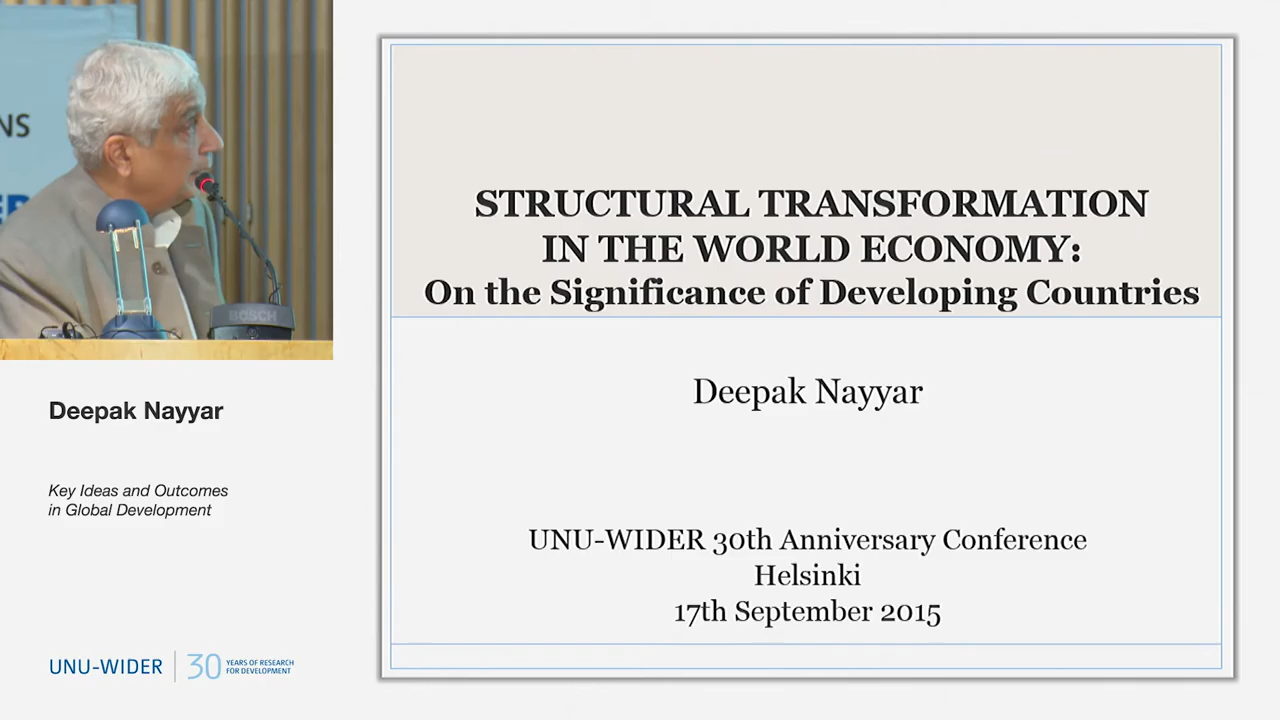 NS
BOSCH
Deepak Nayyar
Key Ideas and Outcomes
in Global Development
UNU-WIDER
30 YEARS OF RESEARCH
FOR DEVELOPMENT
STRUCTURAL TRANSFORMATION
IN THE WORLD ECONOMY:
On the Significance of Developing Countries
Deepak Nayyar
UNU-WIDER 30th Anniversary Conference
Helsinki
17th September 2015